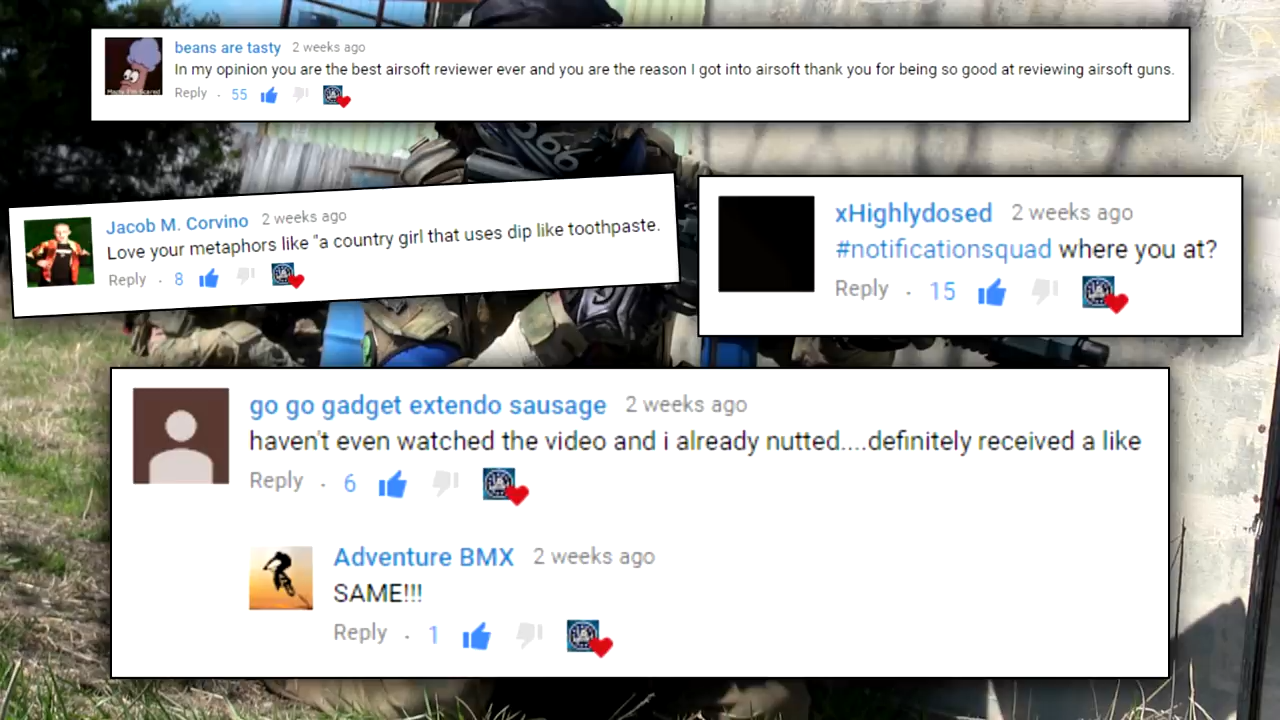 beans are tasty 2 weeks ago
In my opinion you are the best airsoft reviewer ever and you are the reason I got into airsoft thank you for being so good at reviewing airsoft guns.
Reply · 55
Jacob M. Corvino 2 weeks ago
Love your metaphors like "a country girl that uses dip like toothpaste.
Reply · 8
xHighlydosed 2 weeks ago
#notificationsquad where you at?
Reply · 15
go go gadget extendo sausage 2 weeks ago
haven't even watched the video and i already nutted....definitely received a like
Reply · 6
Adventure BMX 2 weeks ago
SAME!!!
Reply · 1